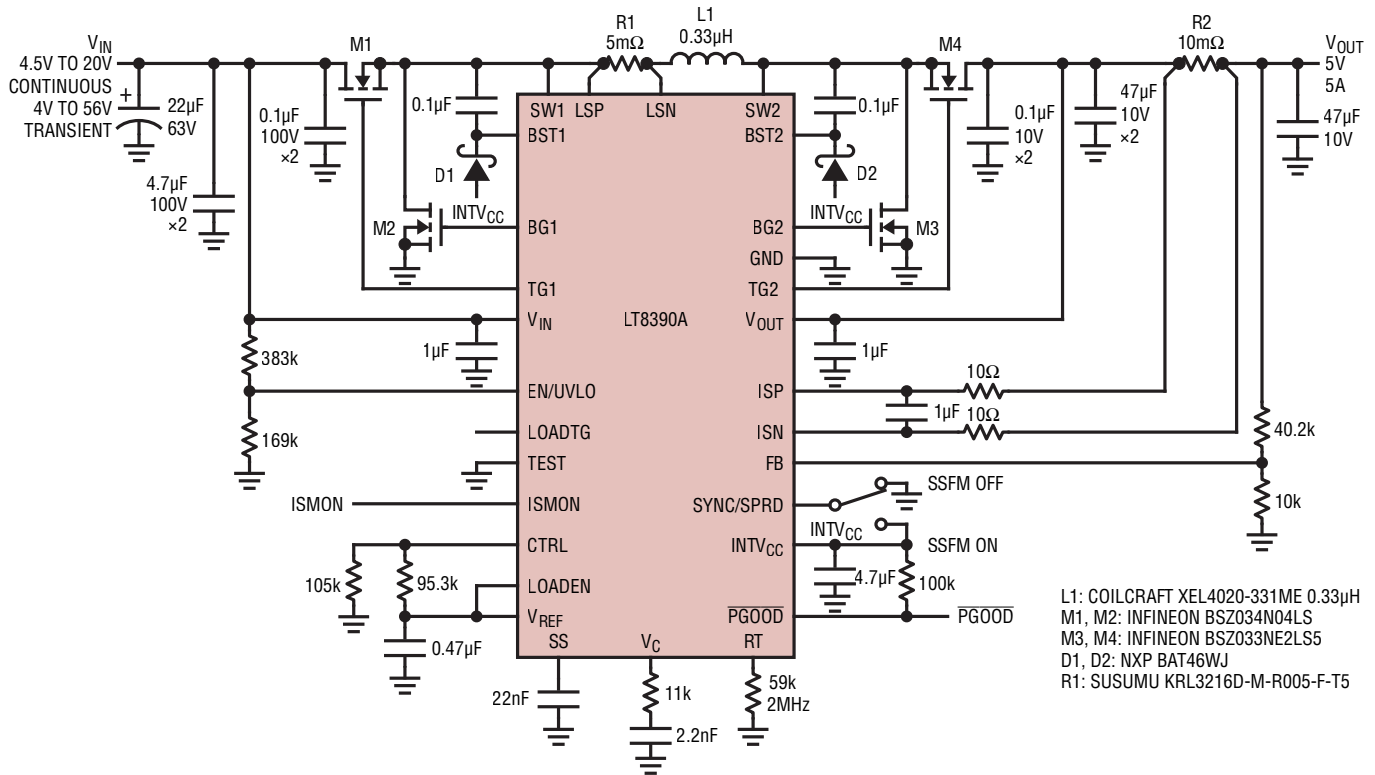 VIN
4.5V TO 20V
CONTINUOUS
4V TO 56V
TRANSIENT
+
22µF
63V
4.7µF
100V
×2
0.1µF
100V
×2
M1
0.1µF
D1
INTVCC
M2
R1
5mΩ
L1
0.33µH
M4
0.1µF
D2
INTVCC
M3
0.1µF
10V
×2
47µF
10V
×2
R2
10mΩ
VOUT
5V
5A
47µF
10V
SW1
LSP
LSN
SW2
BST1
BST2
BG1
BG2
GND
TG1
TG2
VIN
LT8390A
VOUT
1µF
1µF
383k
EN/UVLO
ISP
10Ω
1µF
10Ω
169k
LOADTG
ISN
40.2k
TEST
FB
10k
ISMON
ISMON
SYNC/SPRD
SSFM OFF
INTVCC
CTRL
INTVCC
SSFM ON
105k
95.3k
LOADEN
4.7µF
100k
VREF
PGOOD
PGOOD
0.47µF
SS
VC
RT
22nF
11k
2.2nF
59k
2MHz
L1: COILCRAFT XEL4020-331ME 0.33µH
M1, M2: INFINEON BSZ034N04LS
M3, M4: INFINEON BSZ033NE2LS5
D1, D2: NXP BAT46WJ
R1: SUSUMU KRL3216D-M-R005-F-T5